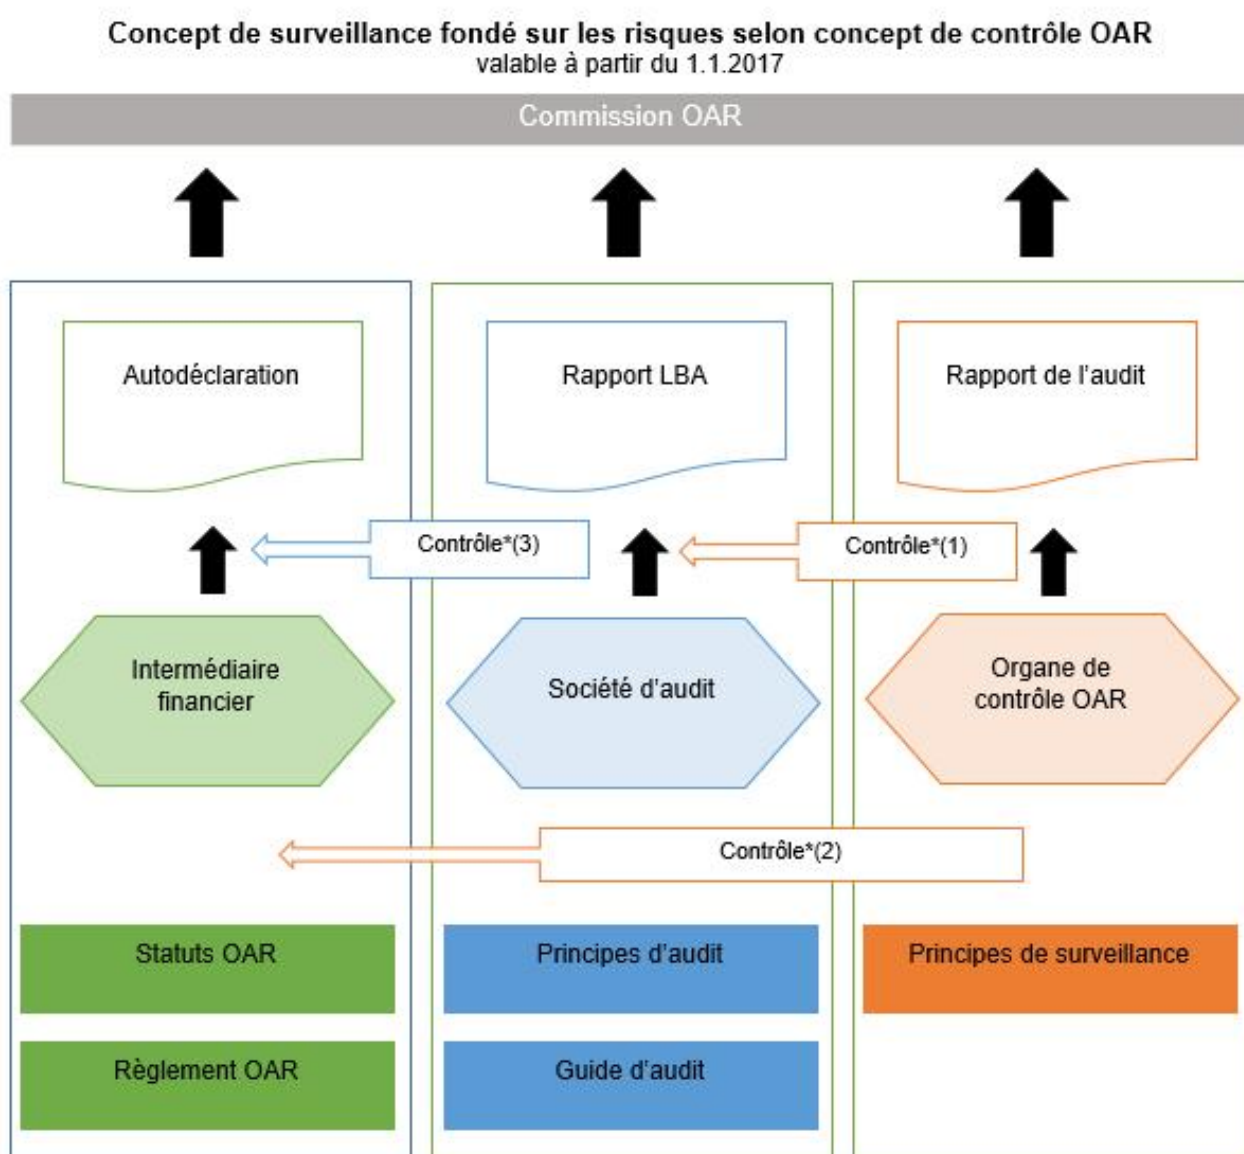 Concept de surveillance fondé sur les risques selon concept de contrôle OAR
valable à partir du 1.1.2017
Commission OAR
Autodéclaration
Rapport LBA
Rapport de l'audit
Contrôle*(3)
Contrôle*(1)
Intermédiaire
financier
Société d'audit
Organe de
contrôle OAR
Contrôle*(2)
Statuts OAR
Principes d'audit
Principes de surveillance
Règlement OAR
Guide d'audit